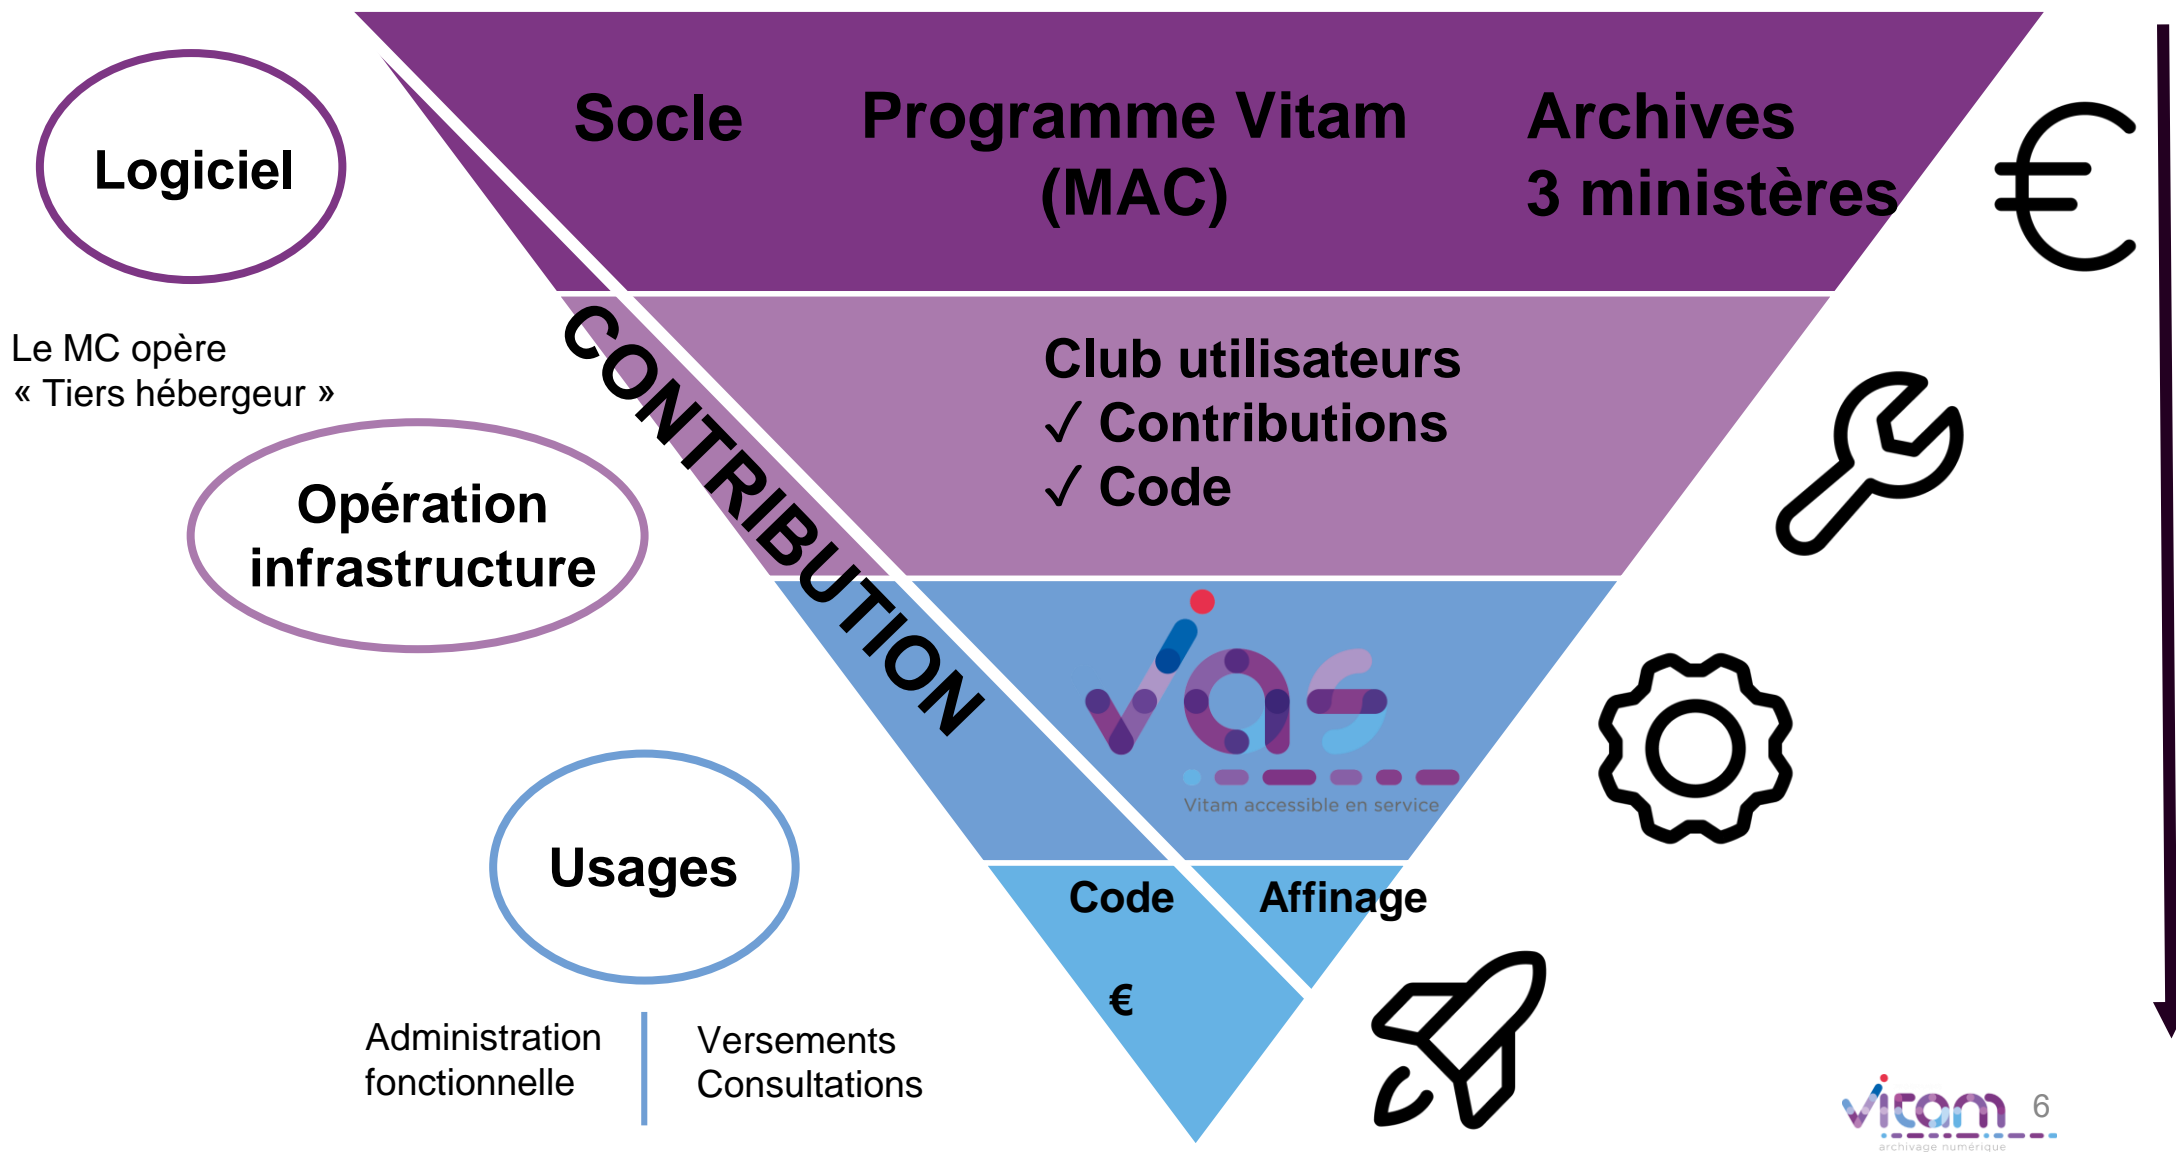 Logiciel
Socle
Programme Vitam
(MAC)
Archives
3 ministères
Le MC opère
« Tiers hébergeur »
Opération
infrastructure
CONTRIBUTION
Club utilisateurs
✓ Contributions
✓ Code
vas
Vitam accessible en service
Usages
Code
Affinage
€
Administration
fonctionnelle
Versements
Consultations
vitam
archivage numérique
6